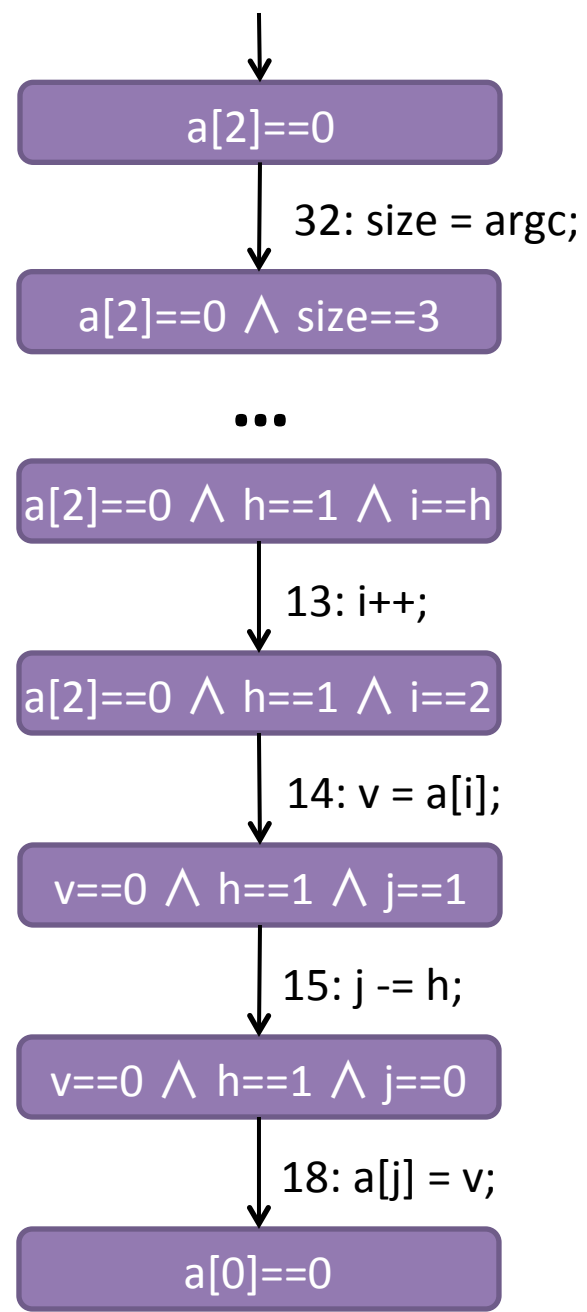 a[2]==0
32: size = argc;
a[2]==0 ∧ size==3
...
a[2]==0 ∧ h==1 ∧ i==h
13: i++;
a[2]==0 ∧ h==1 ∧ i==2
14: v = a[i];
v==0 ∧ h==1 ∧ j==1
15: j -= h;
v==0 ∧ h==1 ∧ j==0
18: a[j] = v;
a[0]==0